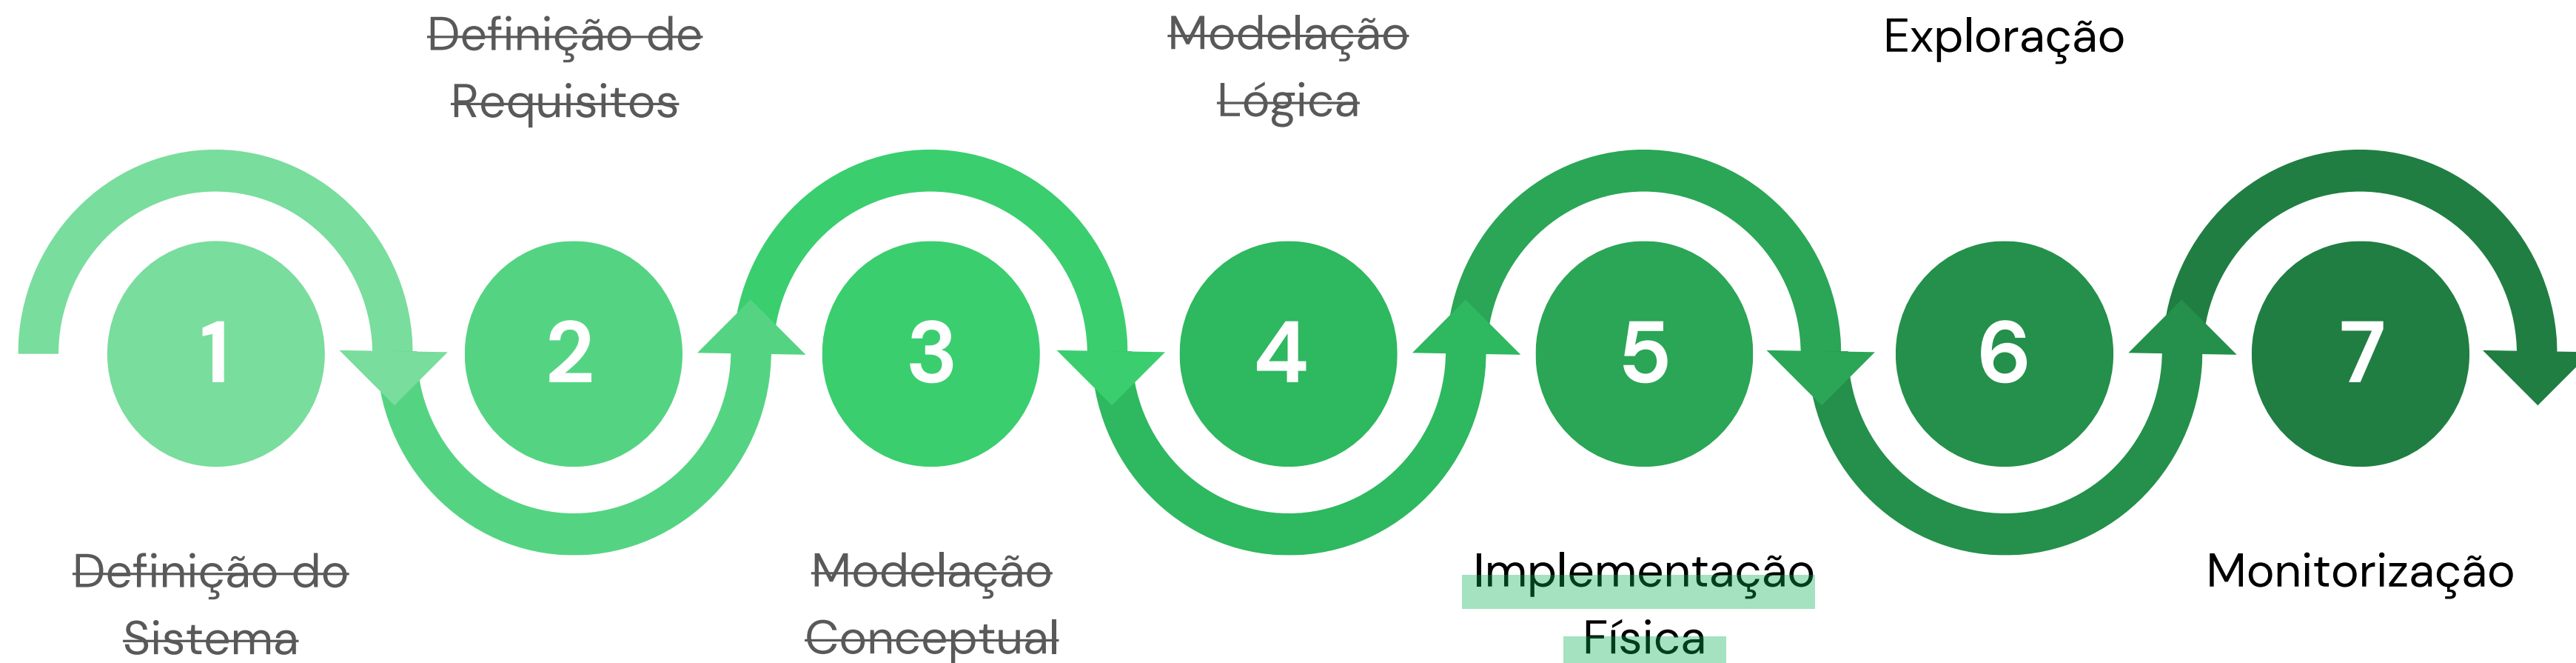 Definição de
Requisitos
Modelação
Lógica
Exploração
1
2
3
4
5
6
7
Definição do
Sistema
Modelação
Conceptual
Implementação
Física
Monitorização